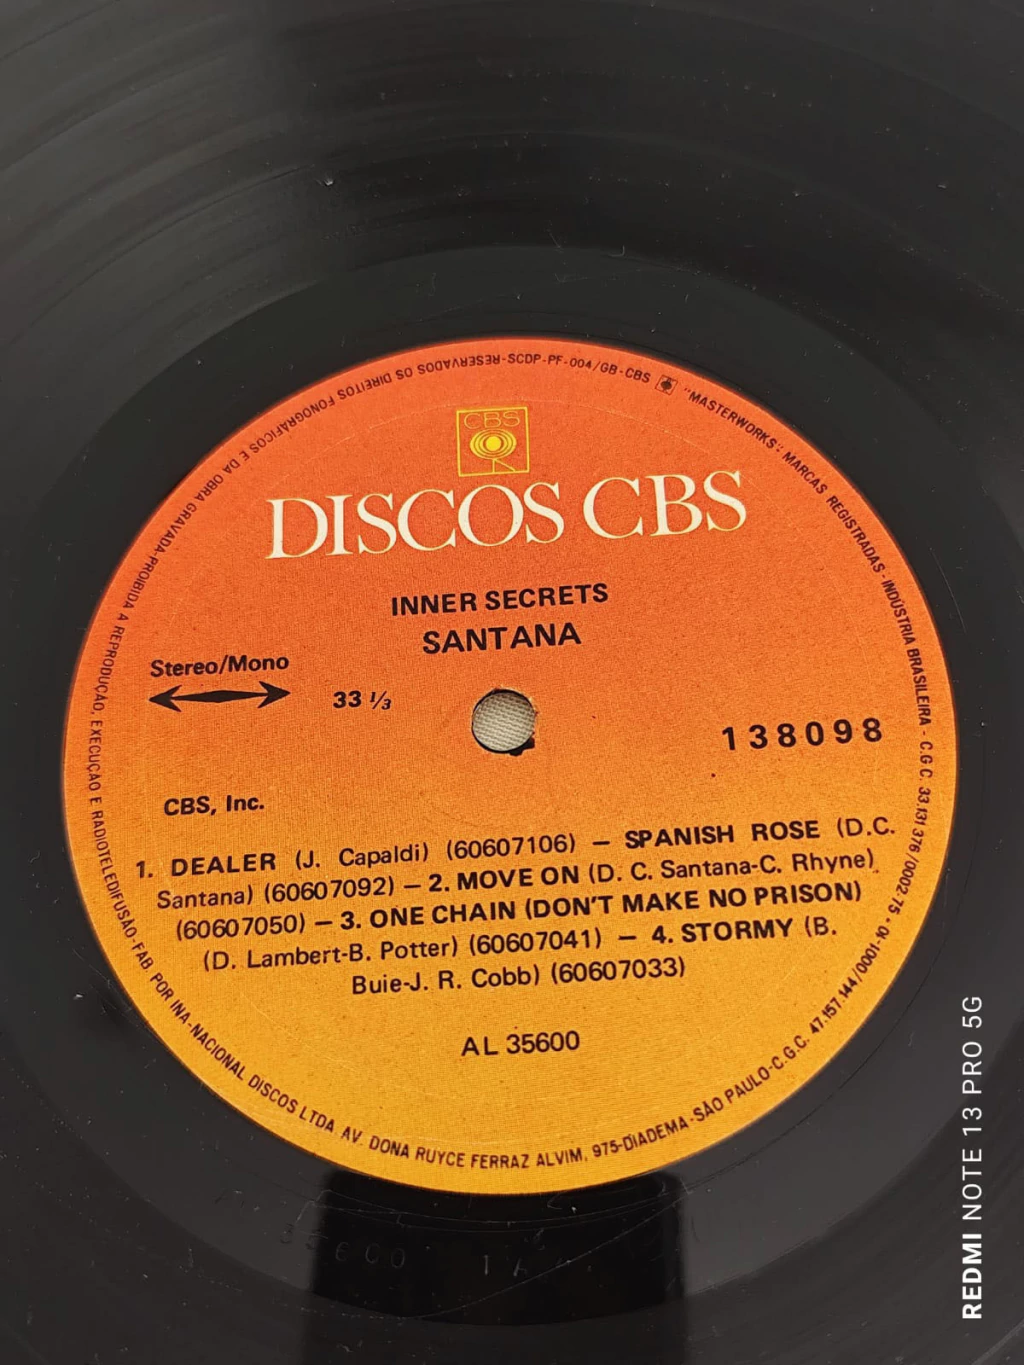 RESERVADOS OS DIREITOS FONOGRÁFICOS E DA OBRA GRAVADA-PROIBIDA A REPRODUÇÃO, EXECUÇÃO E RADIOTELEDIFUSÃO-FAB. POR INA-NACIONAL DISCOS LTDA. AV. DONA RUYCE FERRAZ ALVIM, 975-DIADEMA-SÃO PAULO-C.G.C. 47.157.144/0001-10 •
-SCDP-PF-004/GB-CBS "MASTERWORKS": MARCAS REGISTRADAS-INDÚSTRIA BRASILEIRA - C.G C. 33.131 376/0002.75
CBS
DISCOS CBS
INNER SECRETS
SANTANA
Stereo/Mono
33 ⅓
138098
CBS, Inc.
1. DEALER (J. Capaldi) (60607106) — SPANISH ROSE (D.C.
Santana) (60607092) — 2. MOVE ON (D. C. Santana-C. Rhyne)
(60607050) — 3. ONE CHAIN (DON'T MAKE NO PRISON)
(D. Lambert-B. Potter) (60607041) — 4. STORMY (B.
Buie-J. R. Cobb) (60607033)
AL 35600
REDMI NOTE 13 PRO 5G